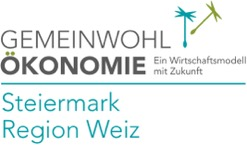 GEMEINWOHL
ÖKONOMIE Ein Wirtschaftsmodell
mit Zukunft
Steiermark
Region Weiz